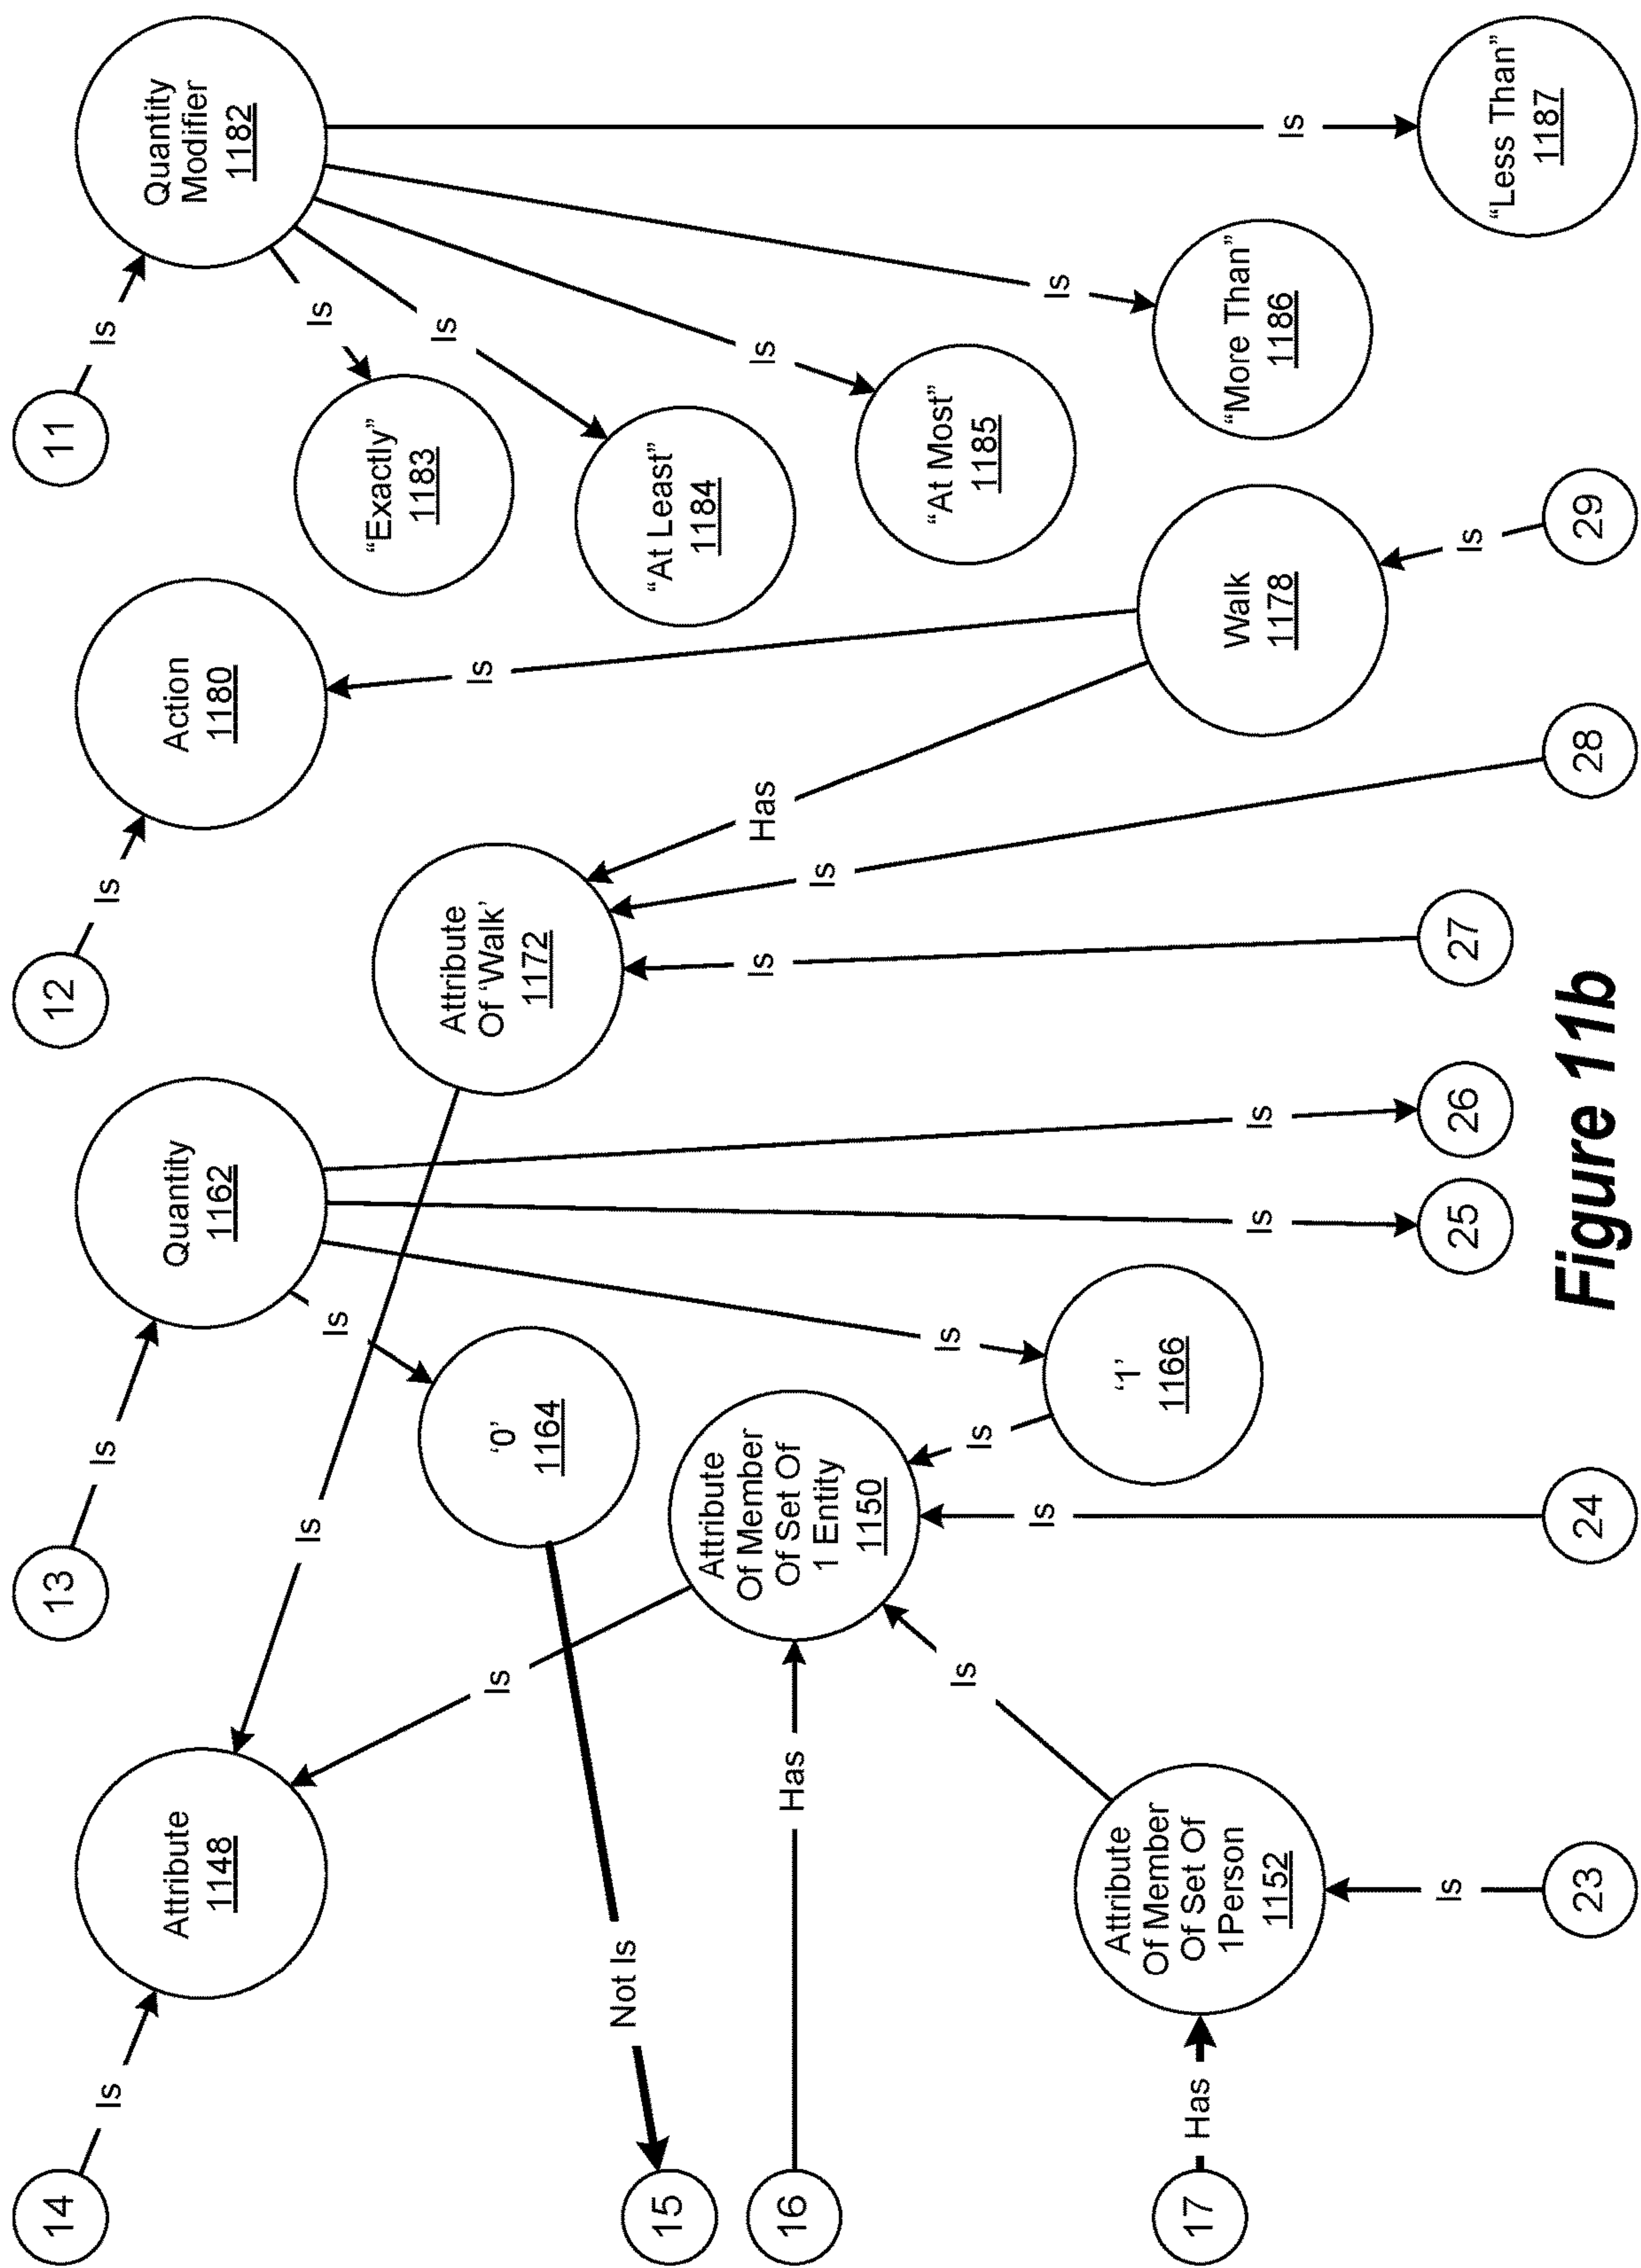 14
Is
Attribute
1148
13
Is
Quantity
1162
12
Is
Action
1180
11
Is
Quantity
Modifier
1182
Is
Is
Is
Is
Is
Is
Is
Is
Is
Is
Is
Is
Is
Is
Has
Is
Is
Not Is
15
'0'
1164
Attribute
Of 'Walk'
1172
"Exactly"
1183
"At Least"
1184
"At Most"
1185
"More Than"
1186
"Less Than"
1187
16
Has
Attribute
Of Member
Of Set Of
1 Entity
1150
'1'
1166
Walk
1178
17
Has
Attribute
Of Member
Of Set Of
1Person
1152
Is
Is
Is
23
24
25
26
27
28
29
Figure 11b